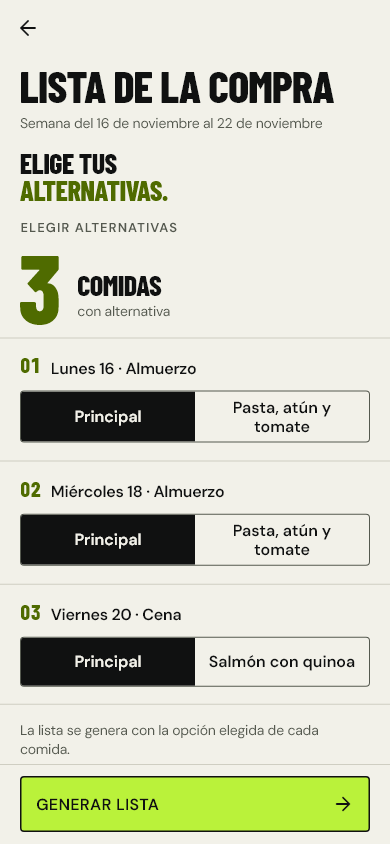 LISTA DE LA COMPRA
Semana del 16 de noviembre al 22 de noviembre
ELIGE TUS
ALTERNATIVAS.
ELEGIR ALTERNATIVAS
3
COMIDAS
con alternativa
01 Lunes 16 · Almuerzo
Principal
Pasta, atún y
tomate
02 Miércoles 18 · Almuerzo
Principal
Pasta, atún y
tomate
03 Viernes 20 · Cena
Principal
Salmón con quinoa
La lista se genera con la opción elegida de cada
comida.
GENERAR LISTA